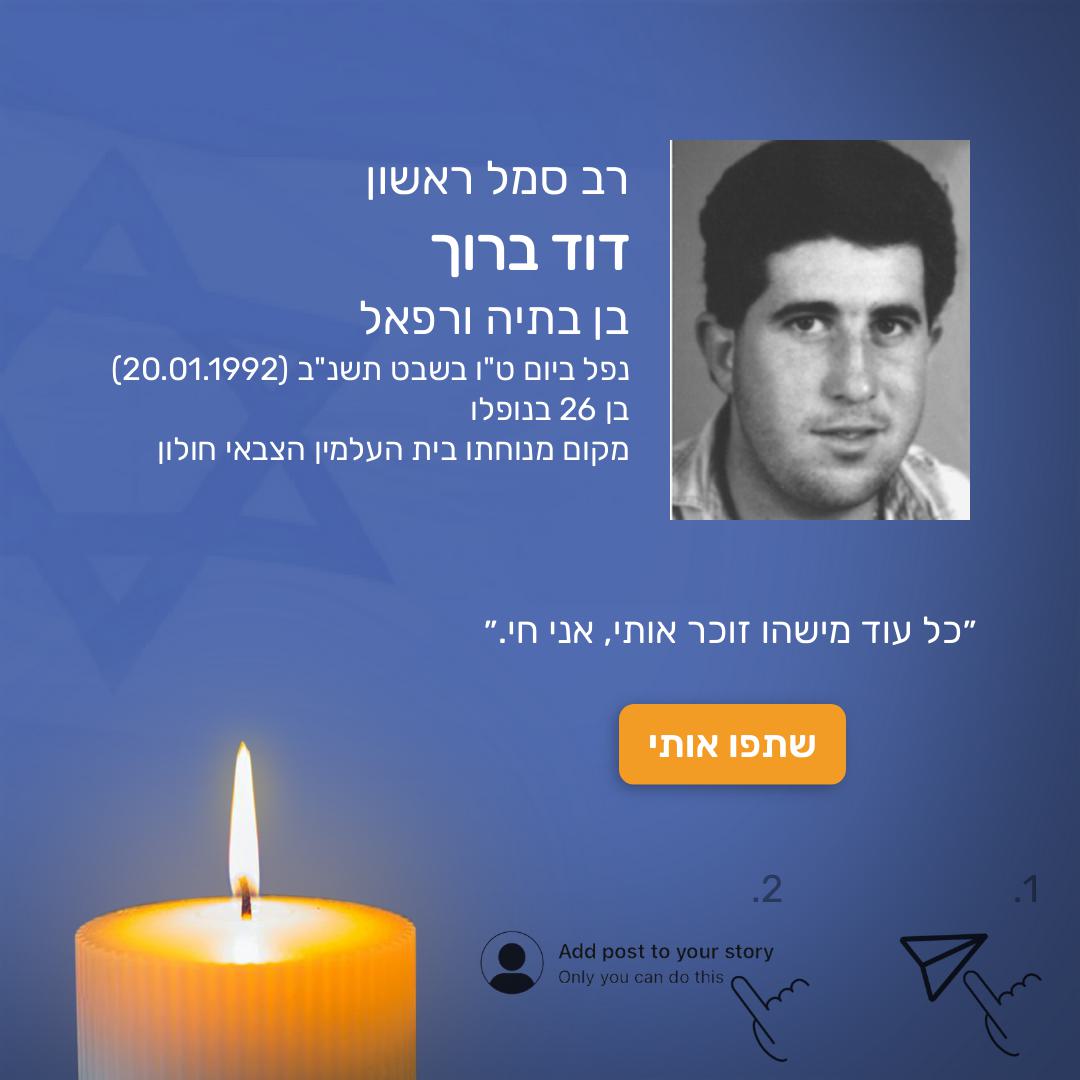 רב סמל ראשון
דוד ברוך
בן בתיה ורפאל
נפל ביום ט"ו בשבט תשנ"ב (20.01.1992)
בן 26 בנופלו
מקום מנוחתו בית העלמין הצבאי חולון
״כל עוד מישהו זוכר אותי, אני חי.״
שתפו אותי
1.
2.
Add post to your story
Only you can do this